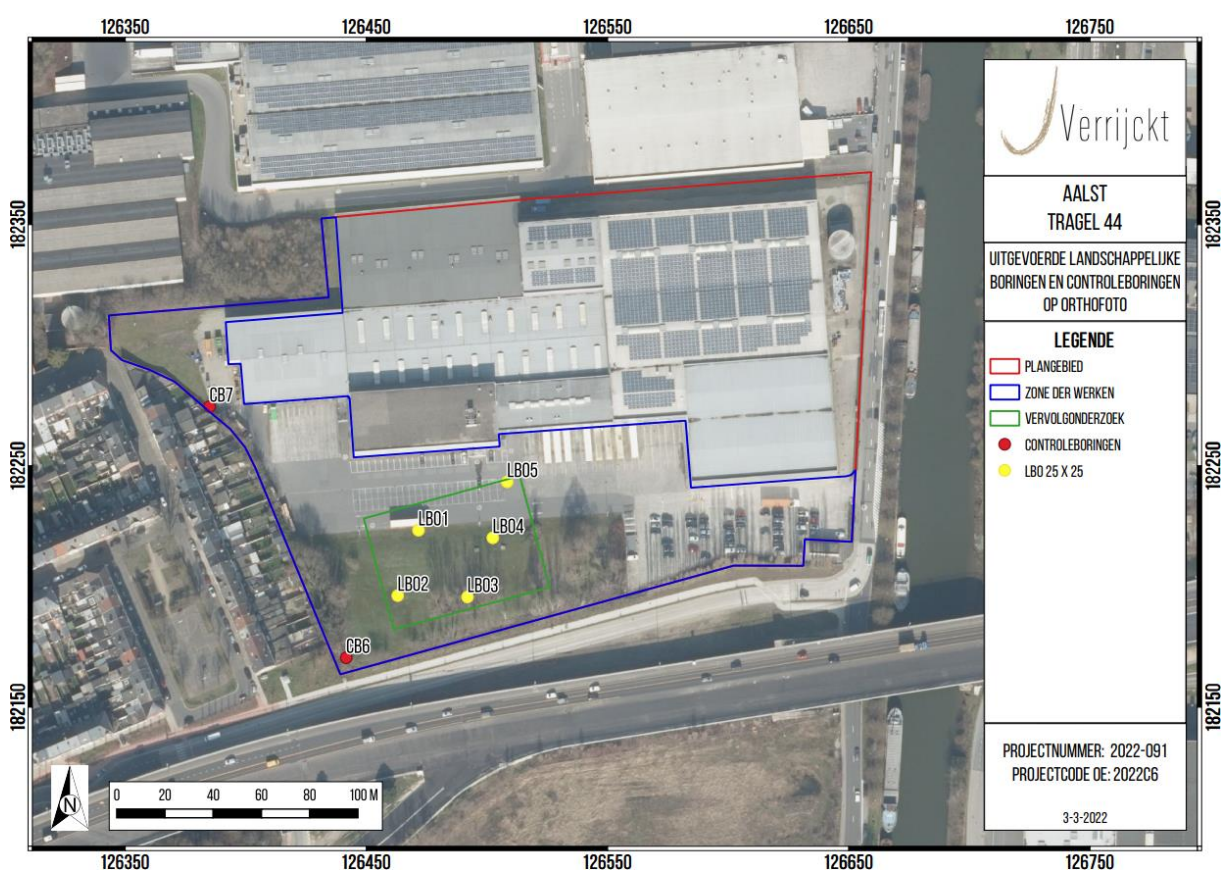 126350 126450 126550 126650 126750
182350 182350
182250 182250
182150 182150
CB7
LB05
LB01
LB04
LB02
LB03
CB6
N
0 20 40 60 80 100 M
126350 126450 126550 126650 126750
Verrijckt
AALST
TRAGEL 44
UITGEVOERDE LANDSCHAPPELIJKE
BORINGEN EN CONTROLEBORINGEN
OP ORTHOFOTO
LEGENDE
PLANGEBIED
ZONE DER WERKEN
VERVOLGONDERZOEK
CONTROLEBORINGEN
LBO 25 X 25
PROJECTNUMMER: 2022-091
PROJECTCODE OE: 2022C6
3-3-2022